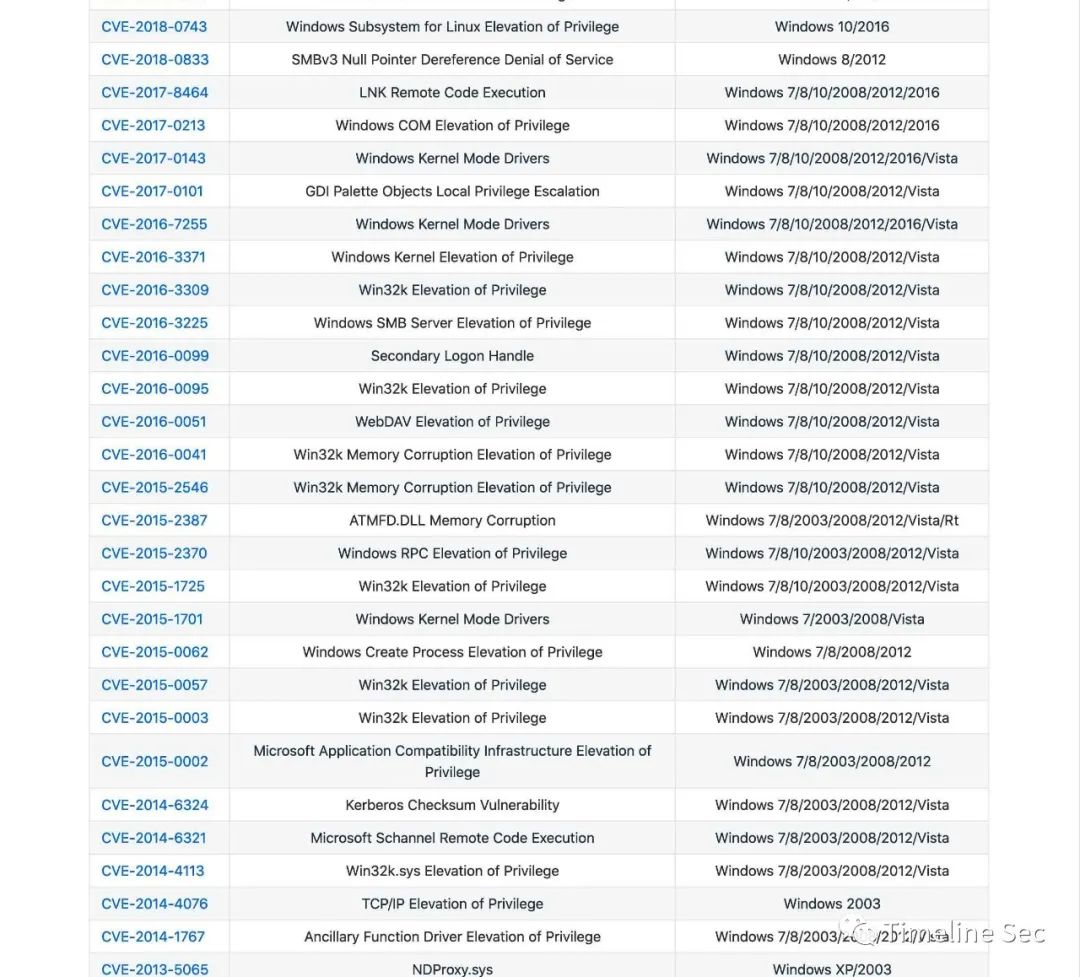 CVE-2018-0743 Windows Subsystem for Linux Elevation of Privilege Windows 10/2016
CVE-2018-0833 SMBv3 Null Pointer Dereference Denial of Service Windows 8/2012
CVE-2017-8464 LNK Remote Code Execution Windows 7/8/10/2008/2012/2016
CVE-2017-0213 Windows COM Elevation of Privilege Windows 7/8/10/2008/2012/2016
CVE-2017-0143 Windows Kernel Mode Drivers Windows 7/8/10/2008/2012/2016/Vista
CVE-2017-0101 GDI Palette Objects Local Privilege Escalation Windows 7/8/10/2008/2012/Vista
CVE-2016-7255 Windows Kernel Mode Drivers Windows 7/8/10/2008/2012/2016/Vista
CVE-2016-3371 Windows Kernel Elevation of Privilege Windows 7/8/10/2008/2012/Vista
CVE-2016-3309 Win32k Elevation of Privilege Windows 7/8/10/2008/2012/Vista
CVE-2016-3225 Windows SMB Server Elevation of Privilege Windows 7/8/10/2008/2012/Vista
CVE-2016-0099 Secondary Logon Handle Windows 7/8/10/2008/2012/Vista
CVE-2016-0095 Win32k Elevation of Privilege Windows 7/8/10/2008/2012/Vista
CVE-2016-0051 WebDAV Elevation of Privilege Windows 7/8/10/2008/2012/Vista
CVE-2016-0041 Win32k Memory Corruption Elevation of Privilege Windows 7/8/10/2008/2012/Vista
CVE-2015-2546 Win32k Memory Corruption Elevation of Privilege Windows 7/8/10/2008/2012/Vista
CVE-2015-2387 ATMFD.DLL Memory Corruption Windows 7/8/2003/2008/2012/Vista/Rt
CVE-2015-2370 Windows RPC Elevation of Privilege Windows 7/8/10/2003/2008/2012/Vista
CVE-2015-1725 Win32k Elevation of Privilege Windows 7/8/10/2003/2008/2012/Vista
CVE-2015-1701 Windows Kernel Mode Drivers Windows 7/2003/2008/Vista
CVE-2015-0062 Windows Create Process Elevation of Privilege Windows 7/8/2008/2012
CVE-2015-0057 Win32k Elevation of Privilege Windows 7/8/2003/2008/2012/Vista
CVE-2015-0003 Win32k Elevation of Privilege Windows 7/8/2003/2008/2012/Vista
CVE-2015-0002 Microsoft Application Compatibility Infrastructure Elevation of Windows 7/8/2003/2008/2012
Privilege
CVE-2014-6324 Kerberos Checksum Vulnerability Windows 7/8/2003/2008/2012/Vista
CVE-2014-6321 Microsoft Schannel Remote Code Execution Windows 7/8/2003/2008/2012/Vista
CVE-2014-4113 Win32k.sys Elevation of Privilege Windows 7/8/2003/2008/2012/Vista
CVE-2014-4076 TCP/IP Elevation of Privilege Windows 2003
CVE-2014-1767 Ancillary Function Driver Elevation of Privilege Windows
Timeline Sec
CVE-2013-5065 NDProxy.sys Windows XP/2003